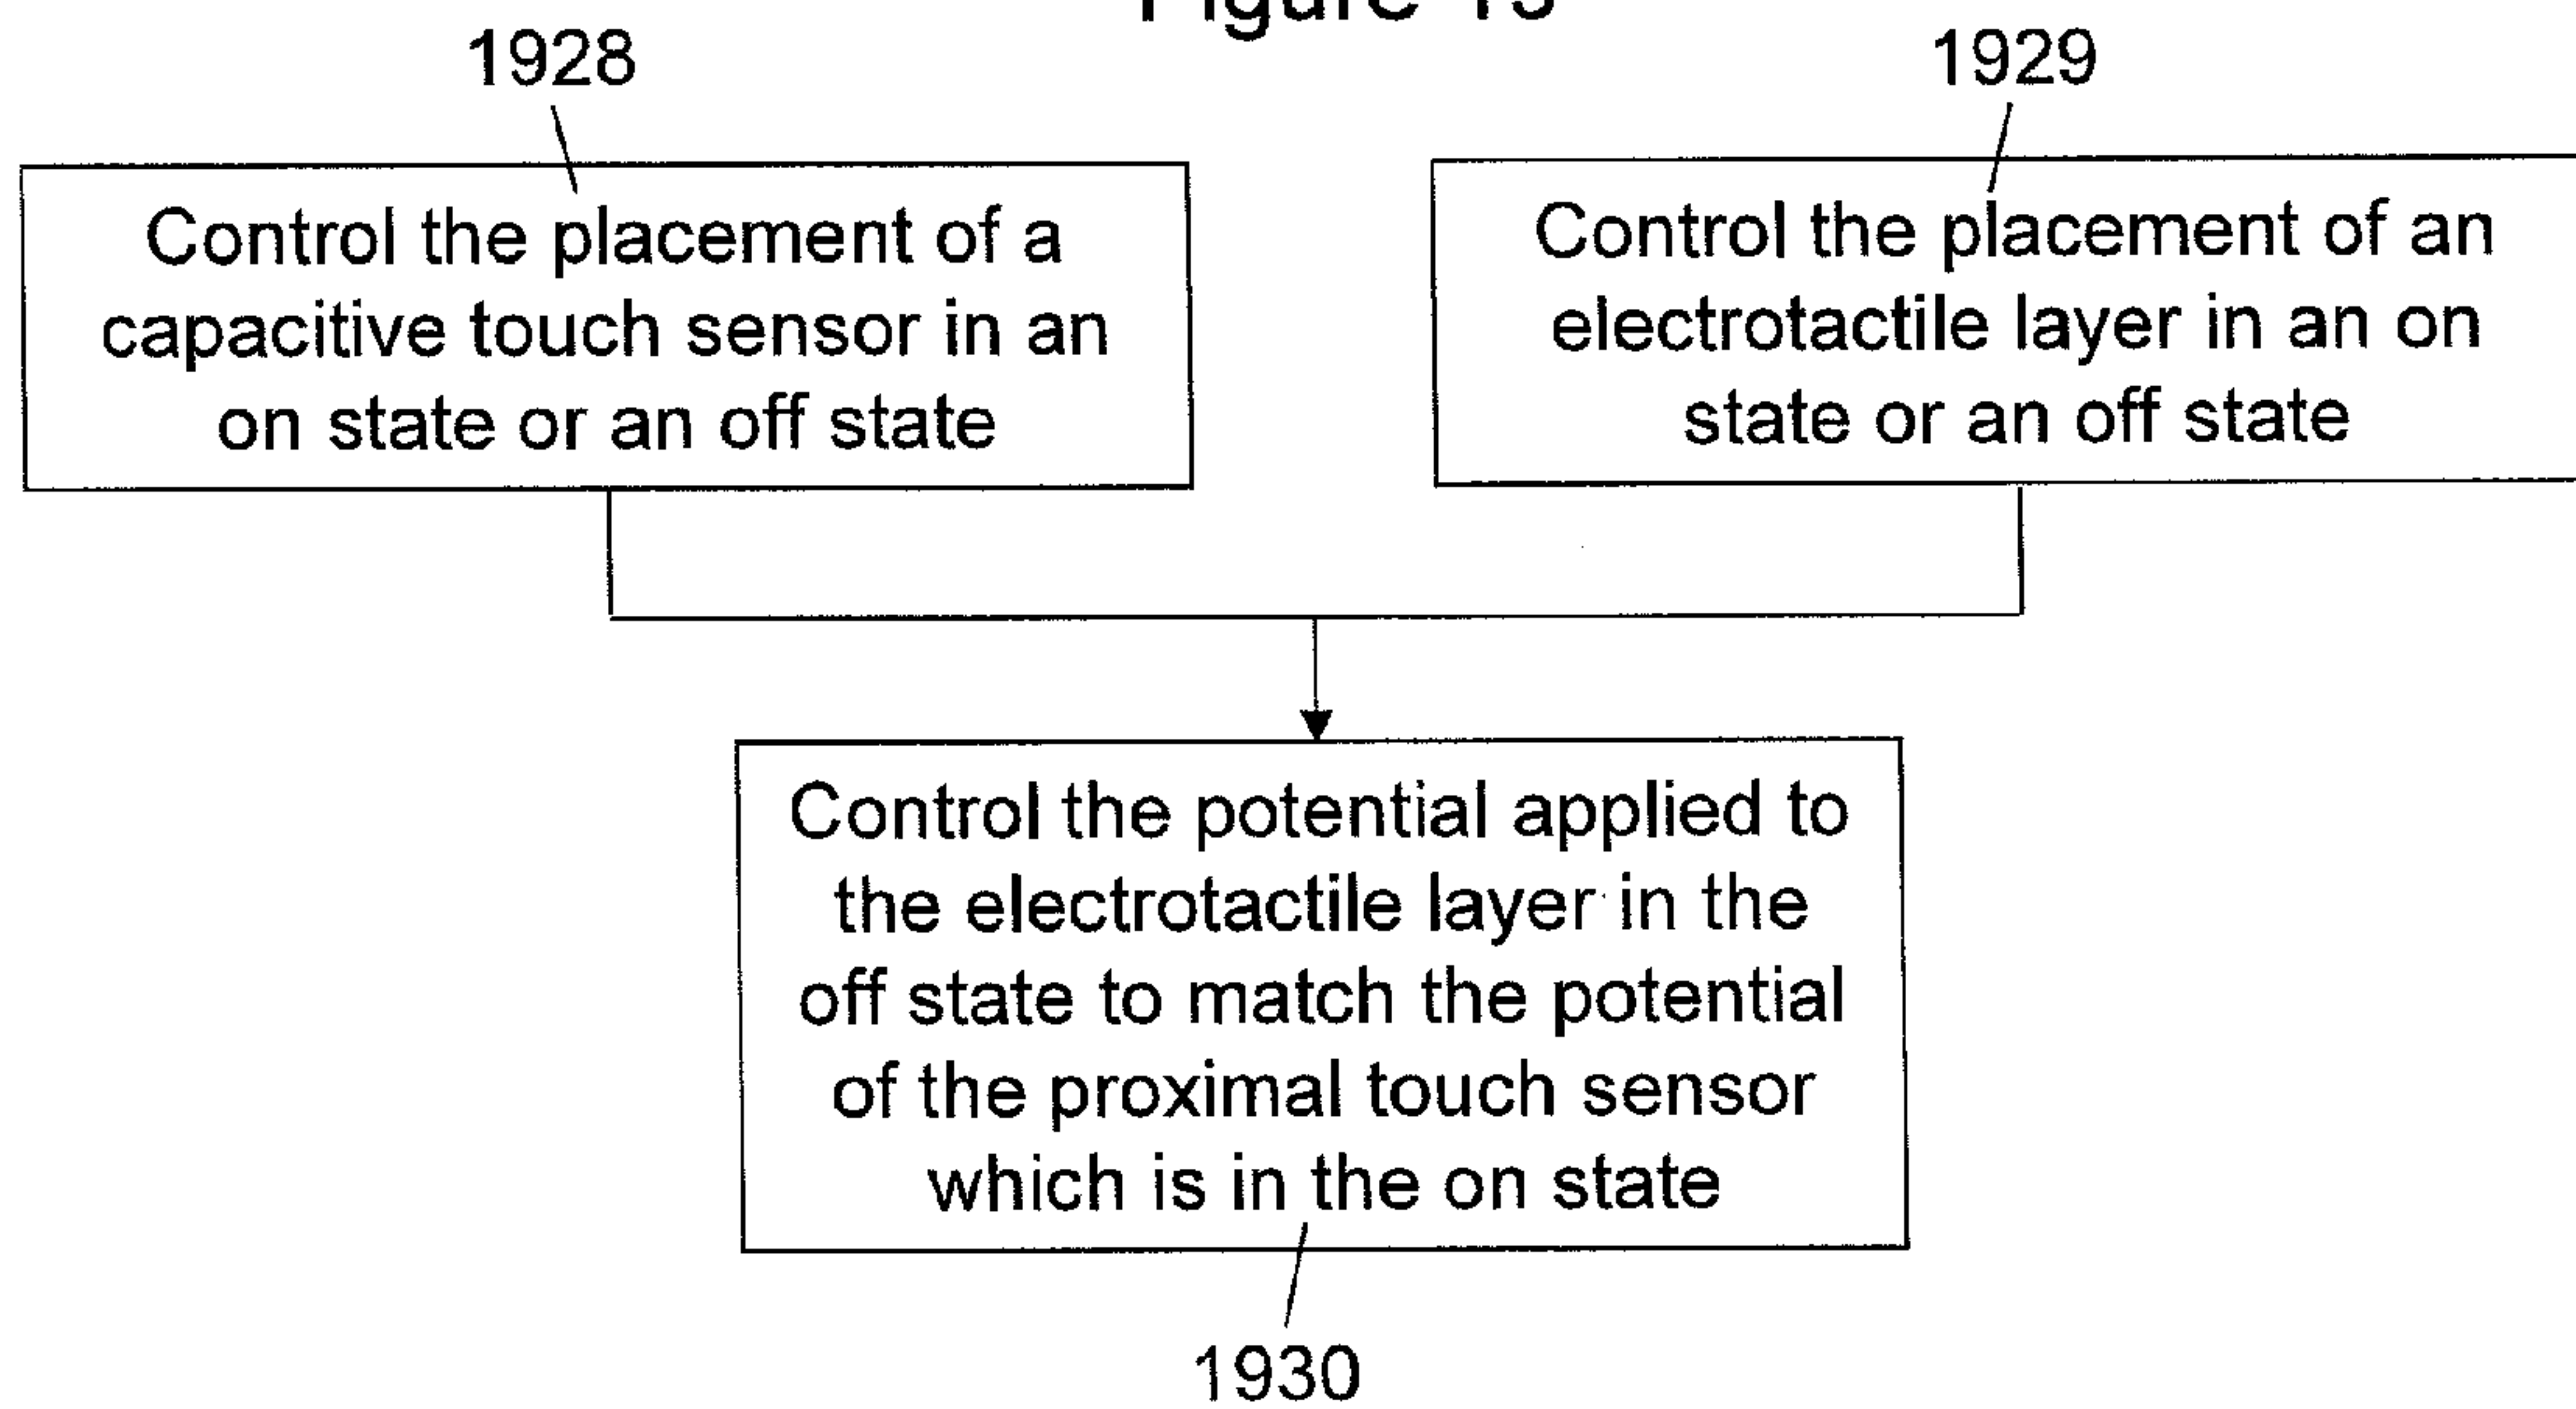 1928
1929
Control the placement of a
capacitive touch sensor in an
on state or an off state
Control the placement of an
electrotactile layer in an on
state or an off state
Control the potential applied to
the electrotactile layer in the
off state to match the potential
of the proximal touch sensor
which is in the on state
1930